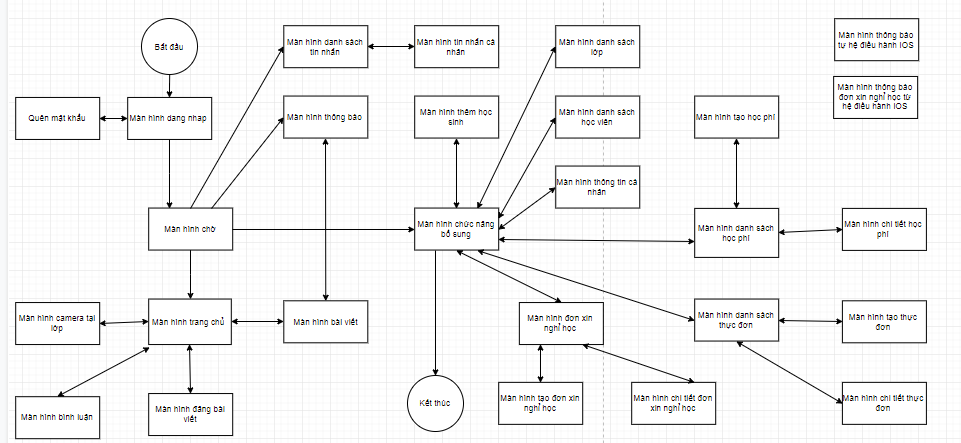 Bắt đầu
Màn hình danh sách
tin nhắn
Màn hình tin nhắn cá
nhân
Màn hình danh sách
lớp
Màn hình thông báo
từ hệ điều hành IOS
Màn hình thông báo
đơn xin nghỉ học từ
hệ điều hành IOS
Quên mật khẩu
Màn hình đang nhap
Màn hình thông báo
Màn hình thêm học
sinh
Màn hình danh sách
học viên
Màn hình tạo học phí
Màn hình thông tin cá
nhân
Màn hình chờ
Màn hình chức năng
bổ sung
Màn hình danh sách
học phí
Màn hình chi tiết học
phí
Màn hình camera tại
lớp
Màn hình trang chủ
Màn hình bài viết
Màn hình đơn xin
nghỉ học
Màn hình danh sách
thực đơn
Màn hình tạo thực
đơn
Màn hình bình luận
Màn hình đăng bài
viết
Kết thúc
Màn hình tạo đơn xin
nghỉ học
Màn hình chi tiết đơn
xin nghỉ học
Màn hình chi tiết thực
đơn